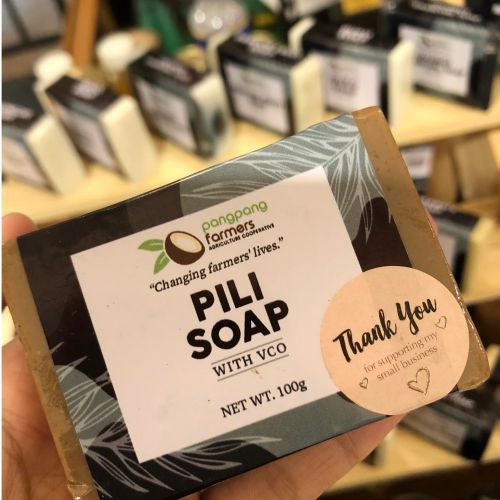 pangpang
farmers
AGRICULTURE COOPERATIVE
"Changing farmers' lives."
PILI
SOAP
WITH VCO
NET WT. 100g
Thank You
for supporting my
small business